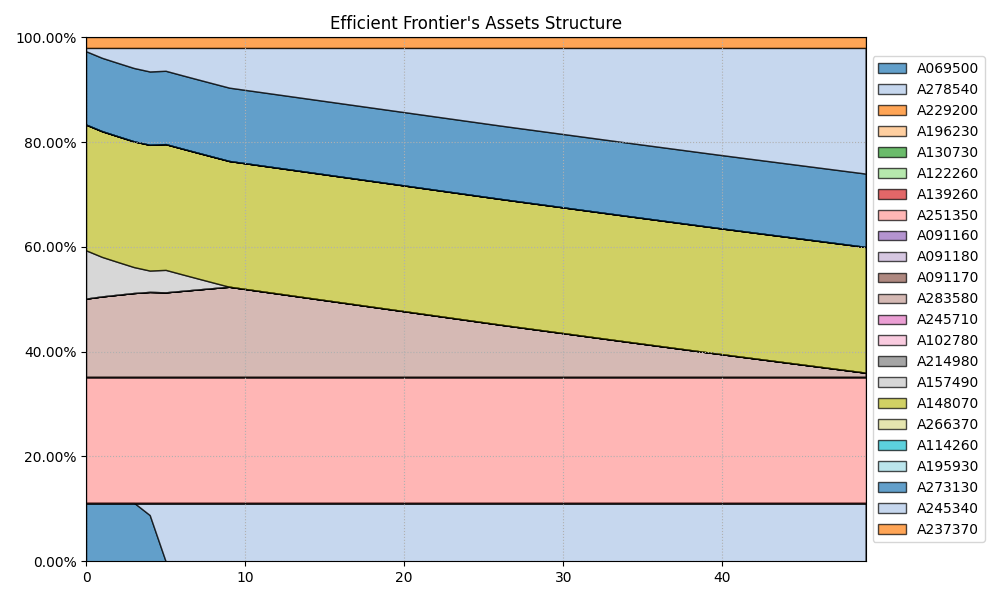 Efficient Frontier's Assets Structure
100.00%
80.00%
60.00%
40.00%
20.00%
0.00%
0
10
20
30
40
A069500
A278540
A229200
A196230
A130730
A122260
A139260
A251350
A091160
A091180
A091170
A283580
A245710
A102780
A214980
A157490
A148070
A266370
A114260
A195930
A273130
A245340
A237370